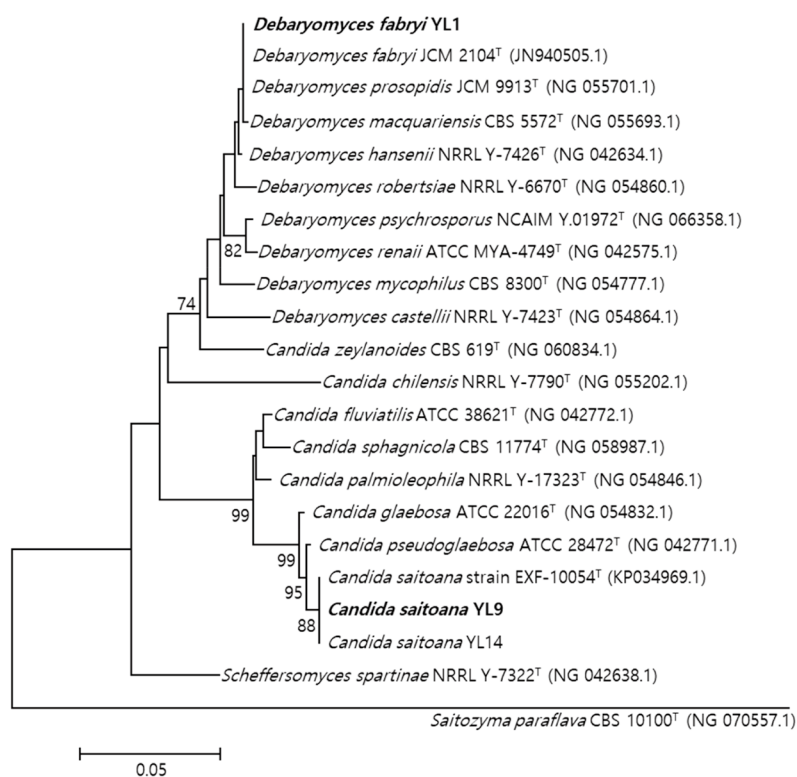 Debaryomyces fabryi YL1
Debaryomyces fabryi JCM 2104ᵀ (JN940505.1)
Debaryomyces prosopidis JCM 9913ᵀ (NG 055701.1)
Debaryomyces macquariensis CBS 5572ᵀ (NG 055693.1)
Debaryomyces hansenii NRRL Y-7426ᵀ (NG 042634.1)
Debaryomyces robertsiae NRRL Y-6670ᵀ (NG 054860.1)
Debaryomyces psychrosporus NCAIM Y.01972ᵀ (NG 066358.1)
82
Debaryomyces renaii ATCC MYA-4749ᵀ (NG 042575.1)
Debaryomyces mycophilus CBS 8300ᵀ (NG 054777.1)
74
Debaryomyces castellii NRRL Y-7423ᵀ (NG 054864.1)
Candida zeylanoides CBS 619ᵀ (NG 060834.1)
Candida chilensis NRRL Y-7790ᵀ (NG 055202.1)
Candida fluviatilis ATCC 38621ᵀ (NG 042772.1)
Candida sphagnicola CBS 11774ᵀ (NG 058987.1)
Candida palmioleophila NRRL Y-17323ᵀ (NG 054846.1)
99
Candida glaebosa ATCC 22016ᵀ (NG 054832.1)
Candida pseudoglaebosa ATCC 28472ᵀ (NG 042771.1)
99
Candida saitoana strain EXF-10054ᵀ (KP034969.1)
95
Candida saitoana YL9
88
Candida saitoana YL14
Scheffersomyces spartinae NRRL Y-7322ᵀ (NG 042638.1)
Saitozyma paraflava CBS 10100ᵀ (NG 070557.1)
0.05